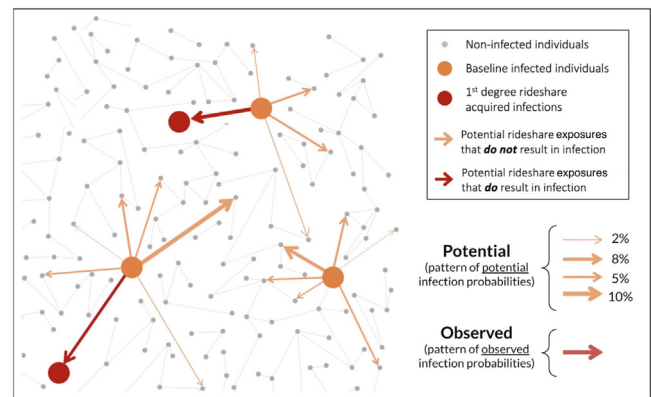 Non-infected individuals
Baseline infected individuals
1st degree rideshare
acquired infections
Potential rideshare exposures
that do not result in infection
Potential rideshare exposures
that do result in infection
Potential
(pattern of potential
infection probabilities)
2%
8%
5%
10%
Observed
(pattern of observed
infection probabilities)